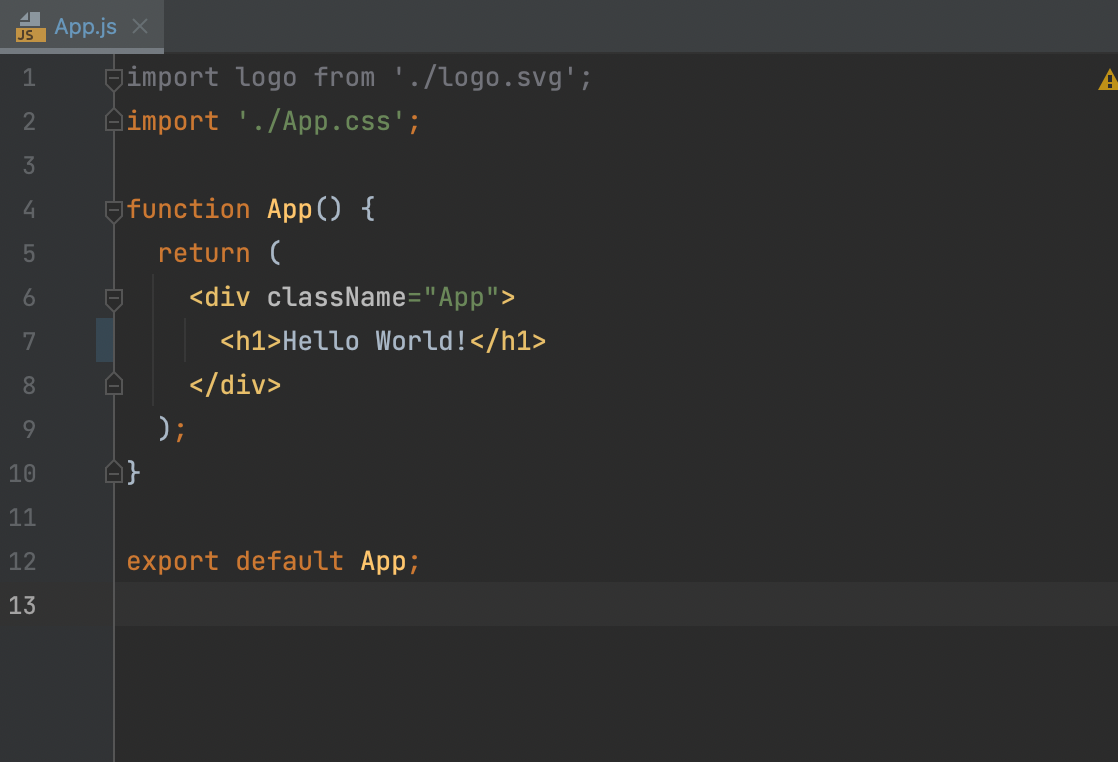 App.js
1 import logo from './logo.svg';
2 import './App.css';
3
4 function App() {
5   return (
6     <div className="App">
7       <h1>Hello World!</h1>
8     </div>
9   );
10 }
11
12 export default App;
13